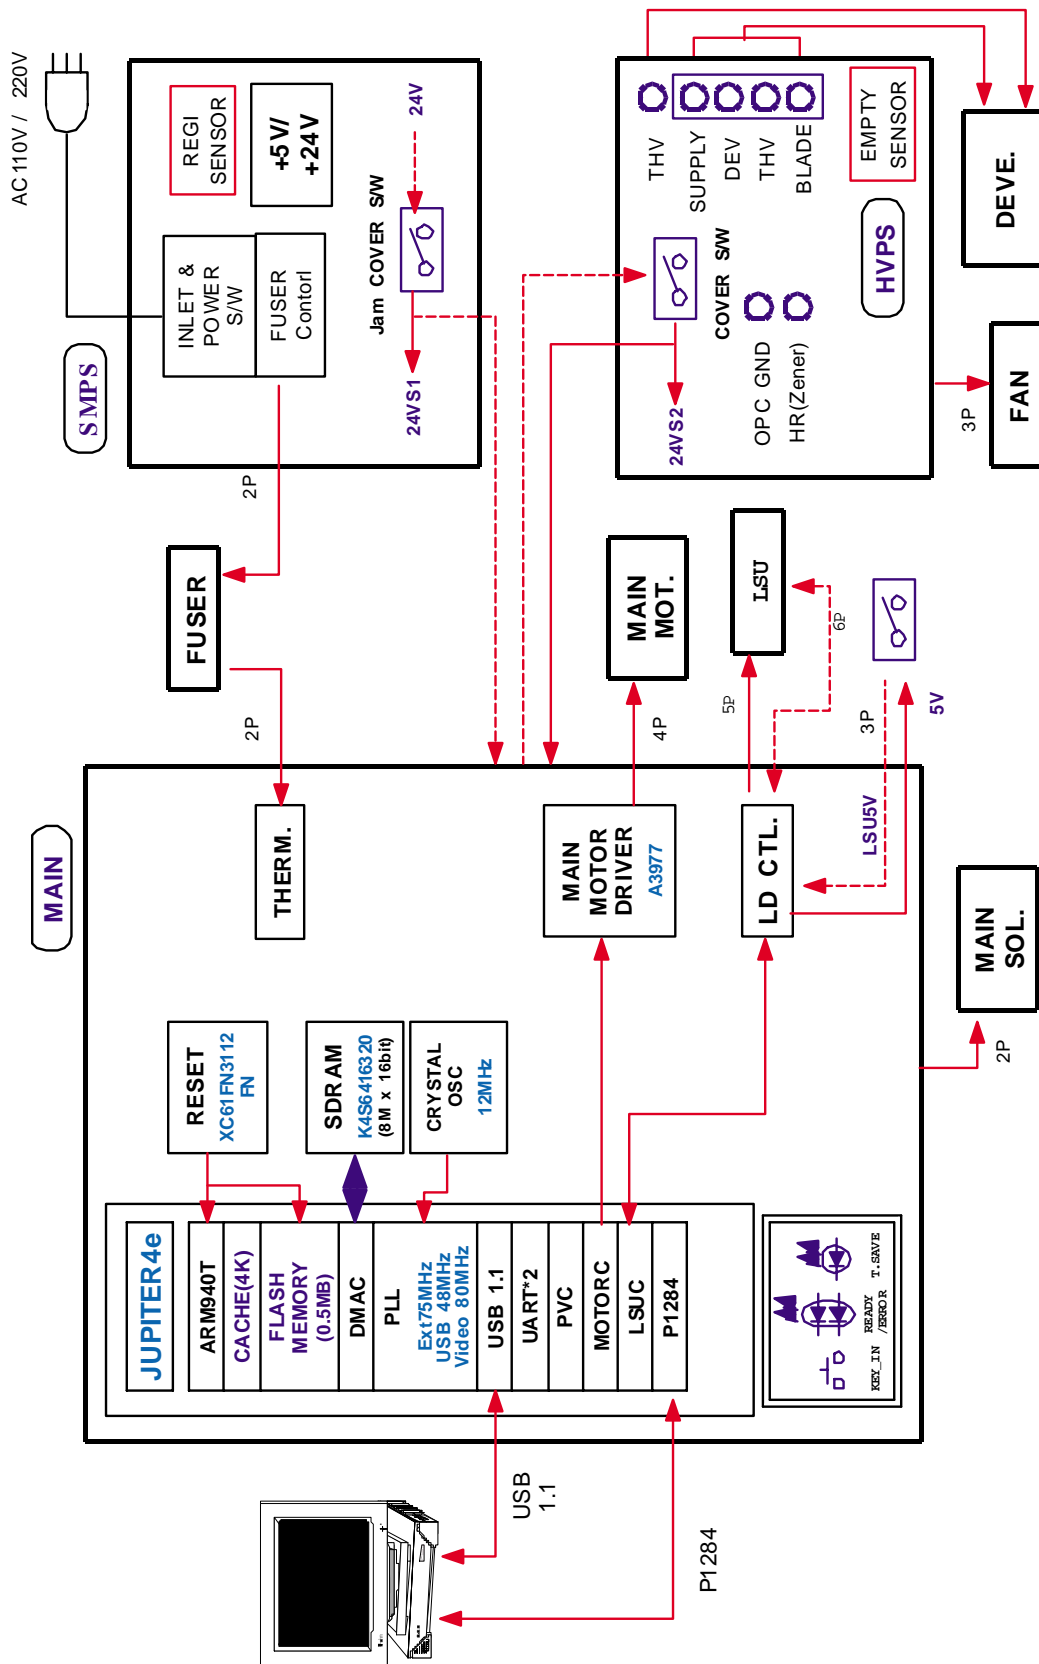 AC110V / 220V
SMPS
INLET &
POWER
S/W
FUSER
Contorl
REGI
SENSOR
+5V/
+24V
Jam COVER S/W
24V
24VS1
2P
FUSER
2P
MAIN
THERM.
RESET
XC61FN3112
FN
SDRAM
K4S6416320
(8M x 16bit)
CRYSTAL
OSC
12MHz
JUPITER4e
ARM940T
CACHE(4K)
FLASH
MEMORY
(0.5MB)
DMAC
PLL
Ext75MHz
USB 48MHz
Video 80MHz
USB 1.1
UART*2
PVC
MOTORC
LSUC
P1284
USB
1.1
P1284
KEY_IN
READY
/ERROR
T.SAVE
MAIN
MOTOR
DRIVER
A3977
4P
MAIN
MOT.
LD CTL.
5P
LSU
6P
LSU5V
3P
5V
2P
MAIN
SOL.
HVPS
THV
SUPPLY
DEV
THV
BLADE
COVER S/W
24VS2
OPC GND
HR(Zener)
EMPTY
SENSOR
3P
FAN
DEVE.